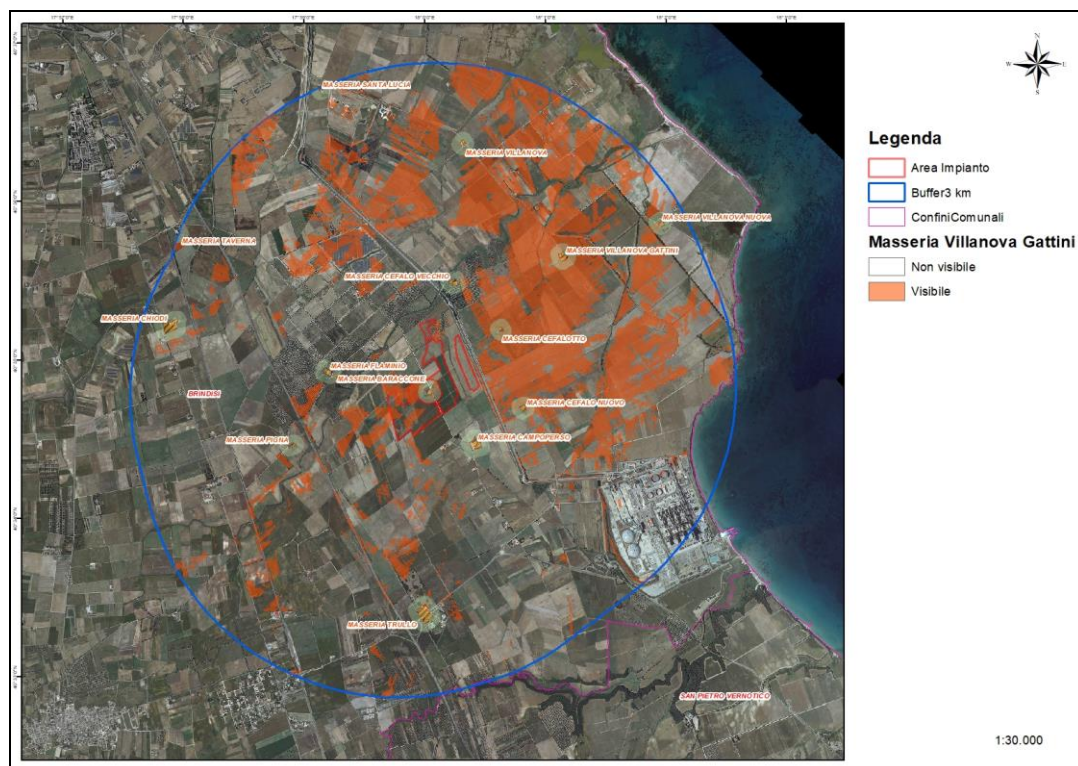 N
W
S
MASSERIA SANTA LUCIA
MASSERIA VILLANOVA
MASSERIA VILLANOVA NUOVA
MASSERIA TAVERNA
MASSERIA VILLANOVA GATTINI
MASSERIA CEFALO VECCHIO
MASSERIA CHIODI
MASSERIA CEFALOTTO
MASSERIA FLAMINIO
MASSERIA BARACCONE
BRINDISI
MASSERIA CEFALO NUOVO
MASSERIA PIGNA
MASSERIA CAMPOPERSO
MASSERIA TRULLO
SAN PIETRO VERNOTICO
Legenda
Area Impianto
Buffer3 km
ConfiniComunali
Masseria Villanova Gattini
Non visibile
Visibile
1:30.000